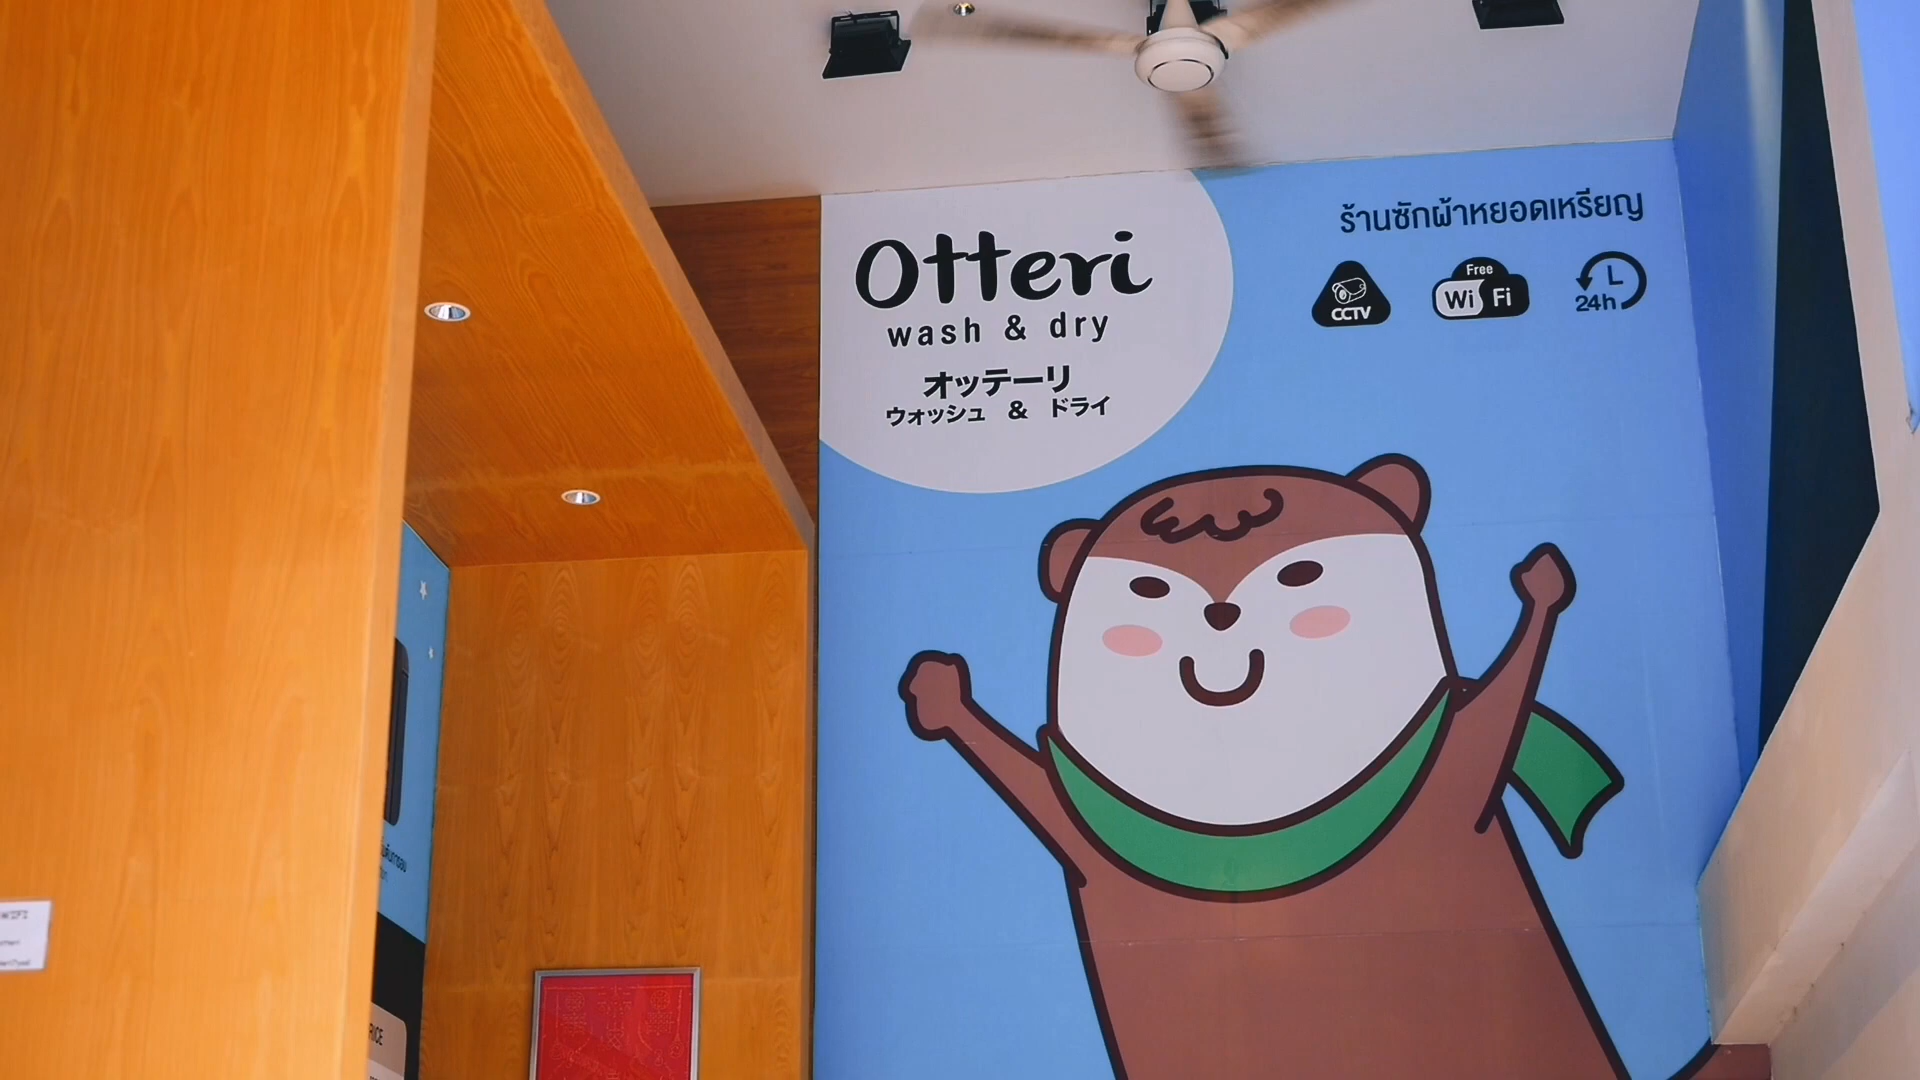 Otteri
wash & dry
オッテーリ
ウォッシュ & ドライ
ร้านซักผ้าหยอดเหรียญ
CCTV
Free
Wi Fi
24h